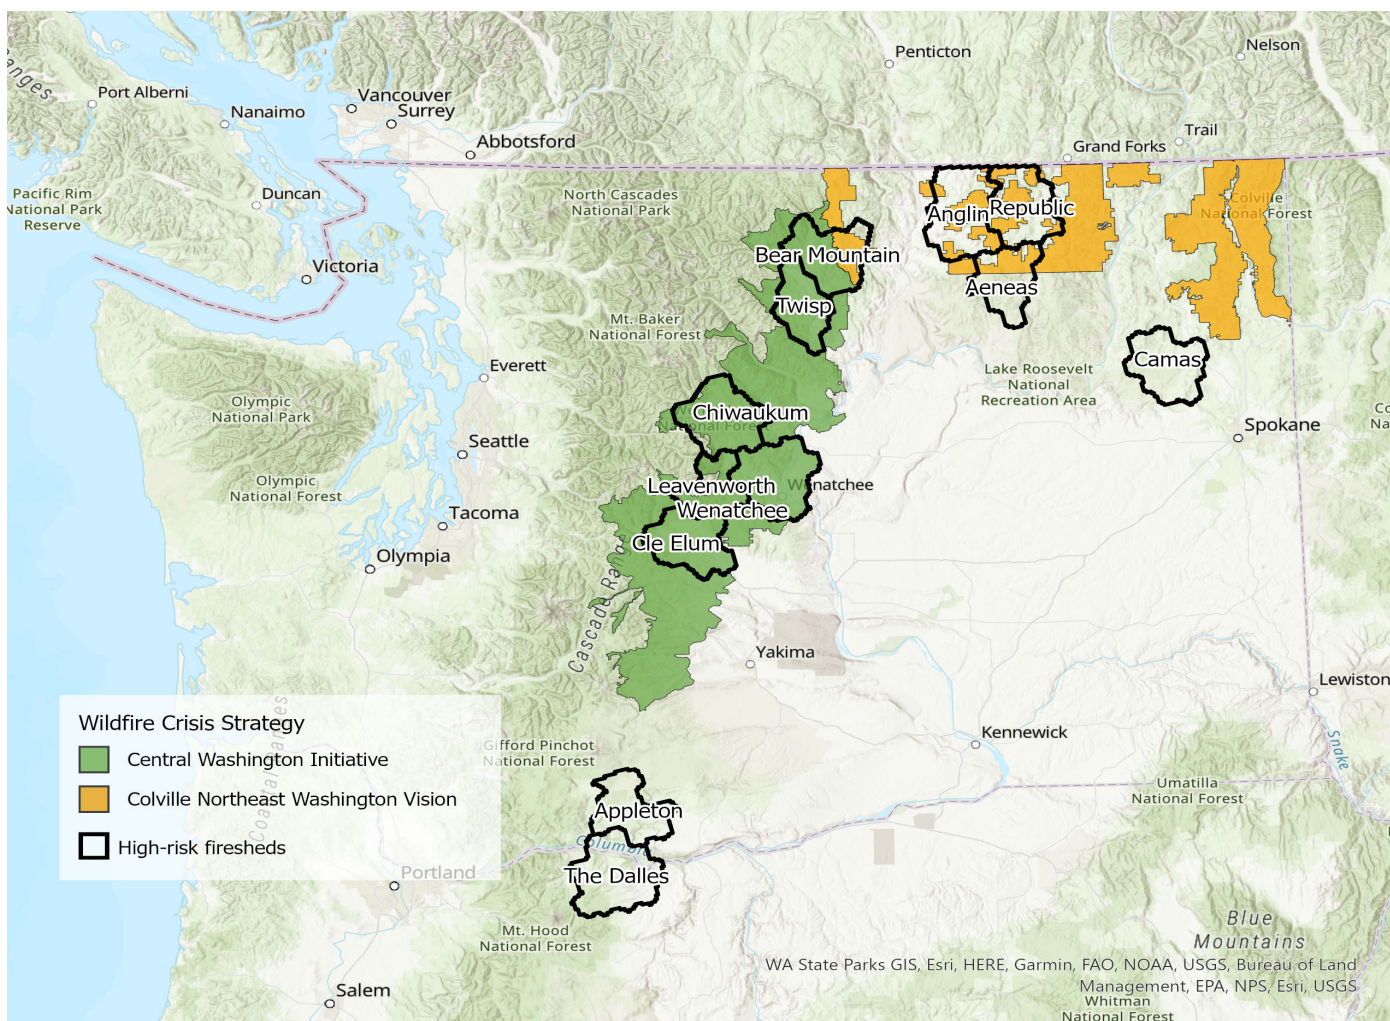 Ranges
Port Alberni
Nanaimo
Vancouver
Surrey
Abbotsford
Penticton
Nelson
Trail
Grand Forks
Pacific Rim
National Park
Reserve
Duncan
Victoria
North Cascades
National Park
Anglin
Republic
Colville
National Forest
Bear Mountain
Twisp
Aeneas
Mt. Baker
National Forest
Everett
Camas
Lake Roosevelt
National
Recreation Area
Olympic
National Park
Chiwaukum
Spokane
Seattle
Olympic
National Forest
Leavenworth
Wenatchee
Wenatchee
Tacoma
Cle Elum
Olympia
Cascade Ra
Yakima
Lewiston
Snake
Kennewick
Wildfire Crisis Strategy
Central Washington Initiative
Colville Northeast Washington Vision
High-risk firesheds
Coastal Ranges
Gifford Pinchot
National Forest
Umatilla
National Forest
Appleton
Columbi
The Dalles
Portland
Mt. Hood
National Forest
Blue
Mountains
Salem
WA State Parks GIS, Esri, HERE, Garmin, FAO, NOAA, USGS, Bureau of Land
Management, EPA, NPS, Esri, USGS
Whitman
National Forest